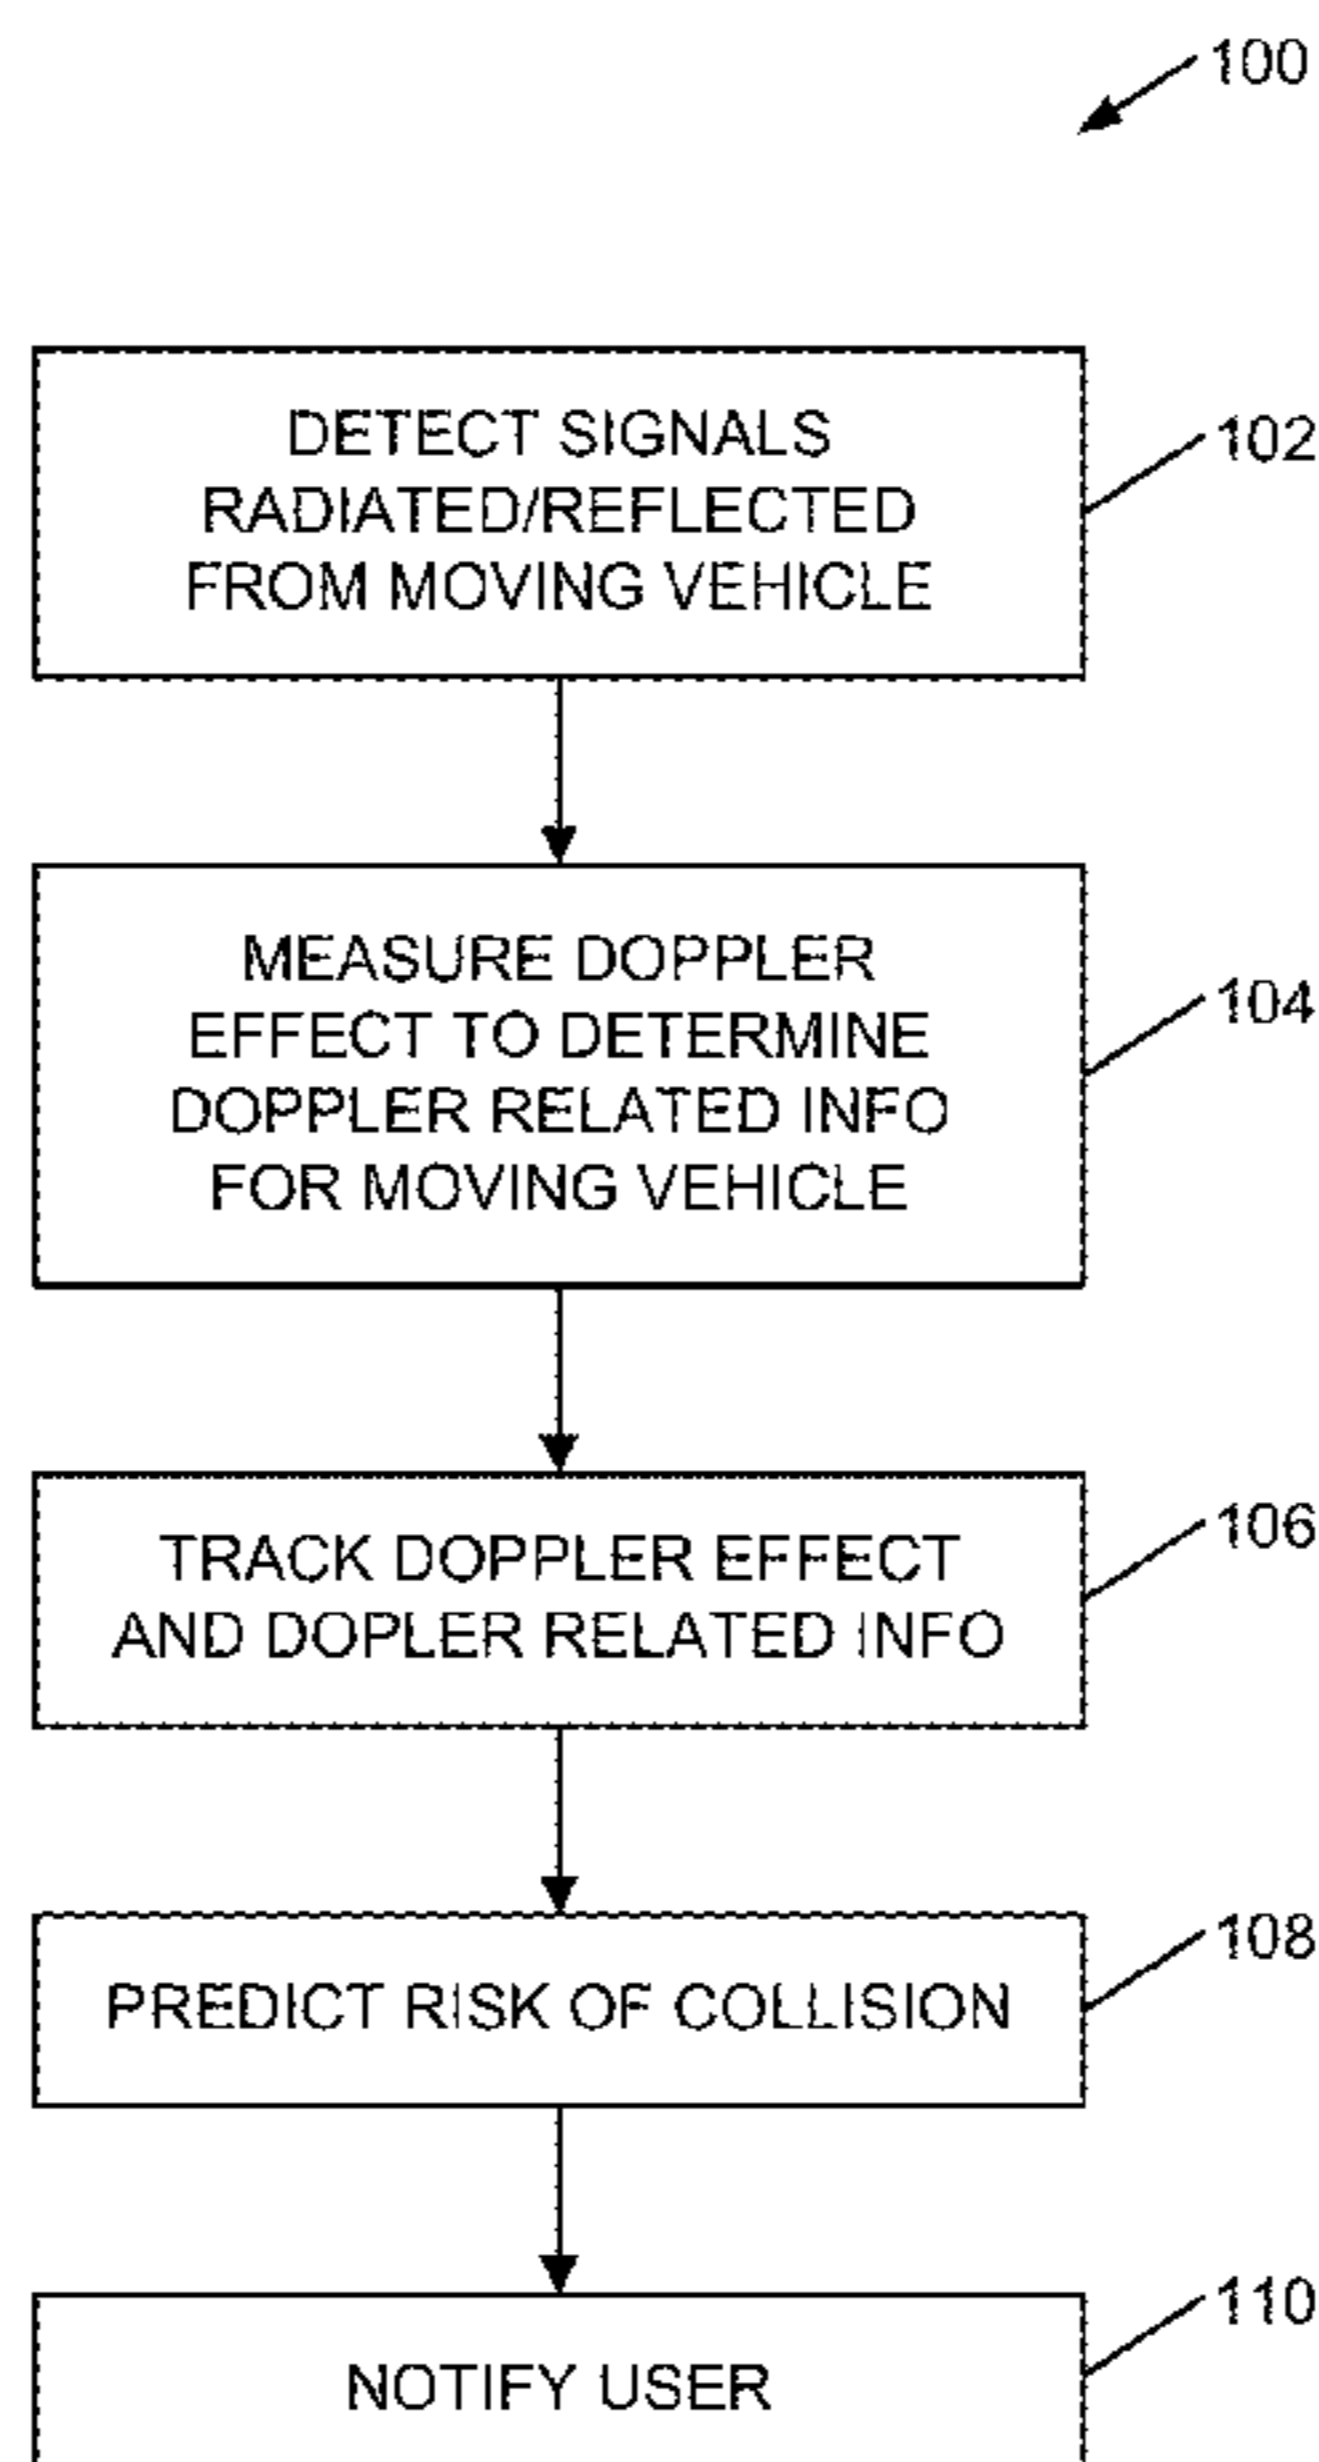 100
DETECT SIGNALS
RADIATED/REFLECTED
FROM MOVING VEHICLE
102
MEASURE DOPPLER
EFFECT TO DETERMINE
DOPPLER RELATED INFO
FOR MOVING VEHICLE
104
TRACK DOPPLER EFFECT
AND DOPLER RELATED INFO
106
PREDICT RISK OF COLLISION
108
NOTIFY USER
110